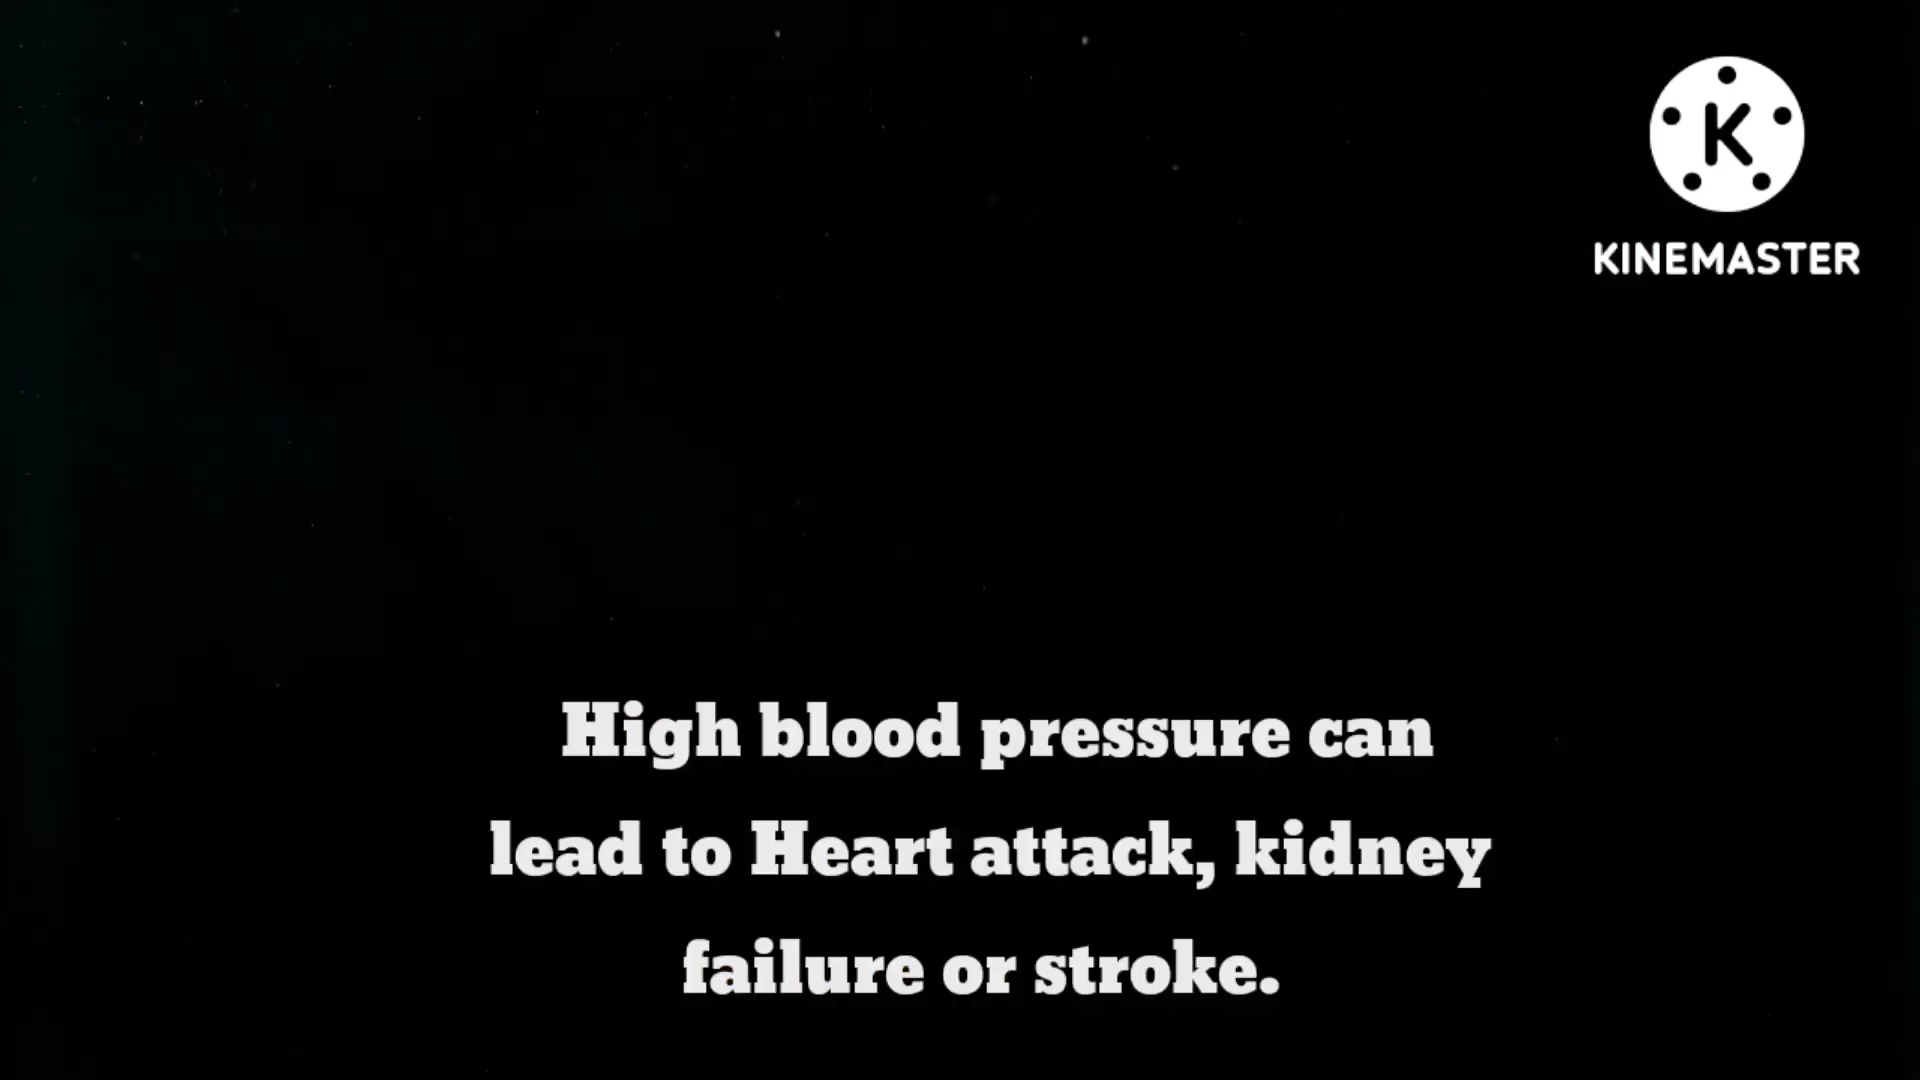 K
KINEMASTER
High blood pressure can
lead to Heart attack, kidney
failure or stroke.